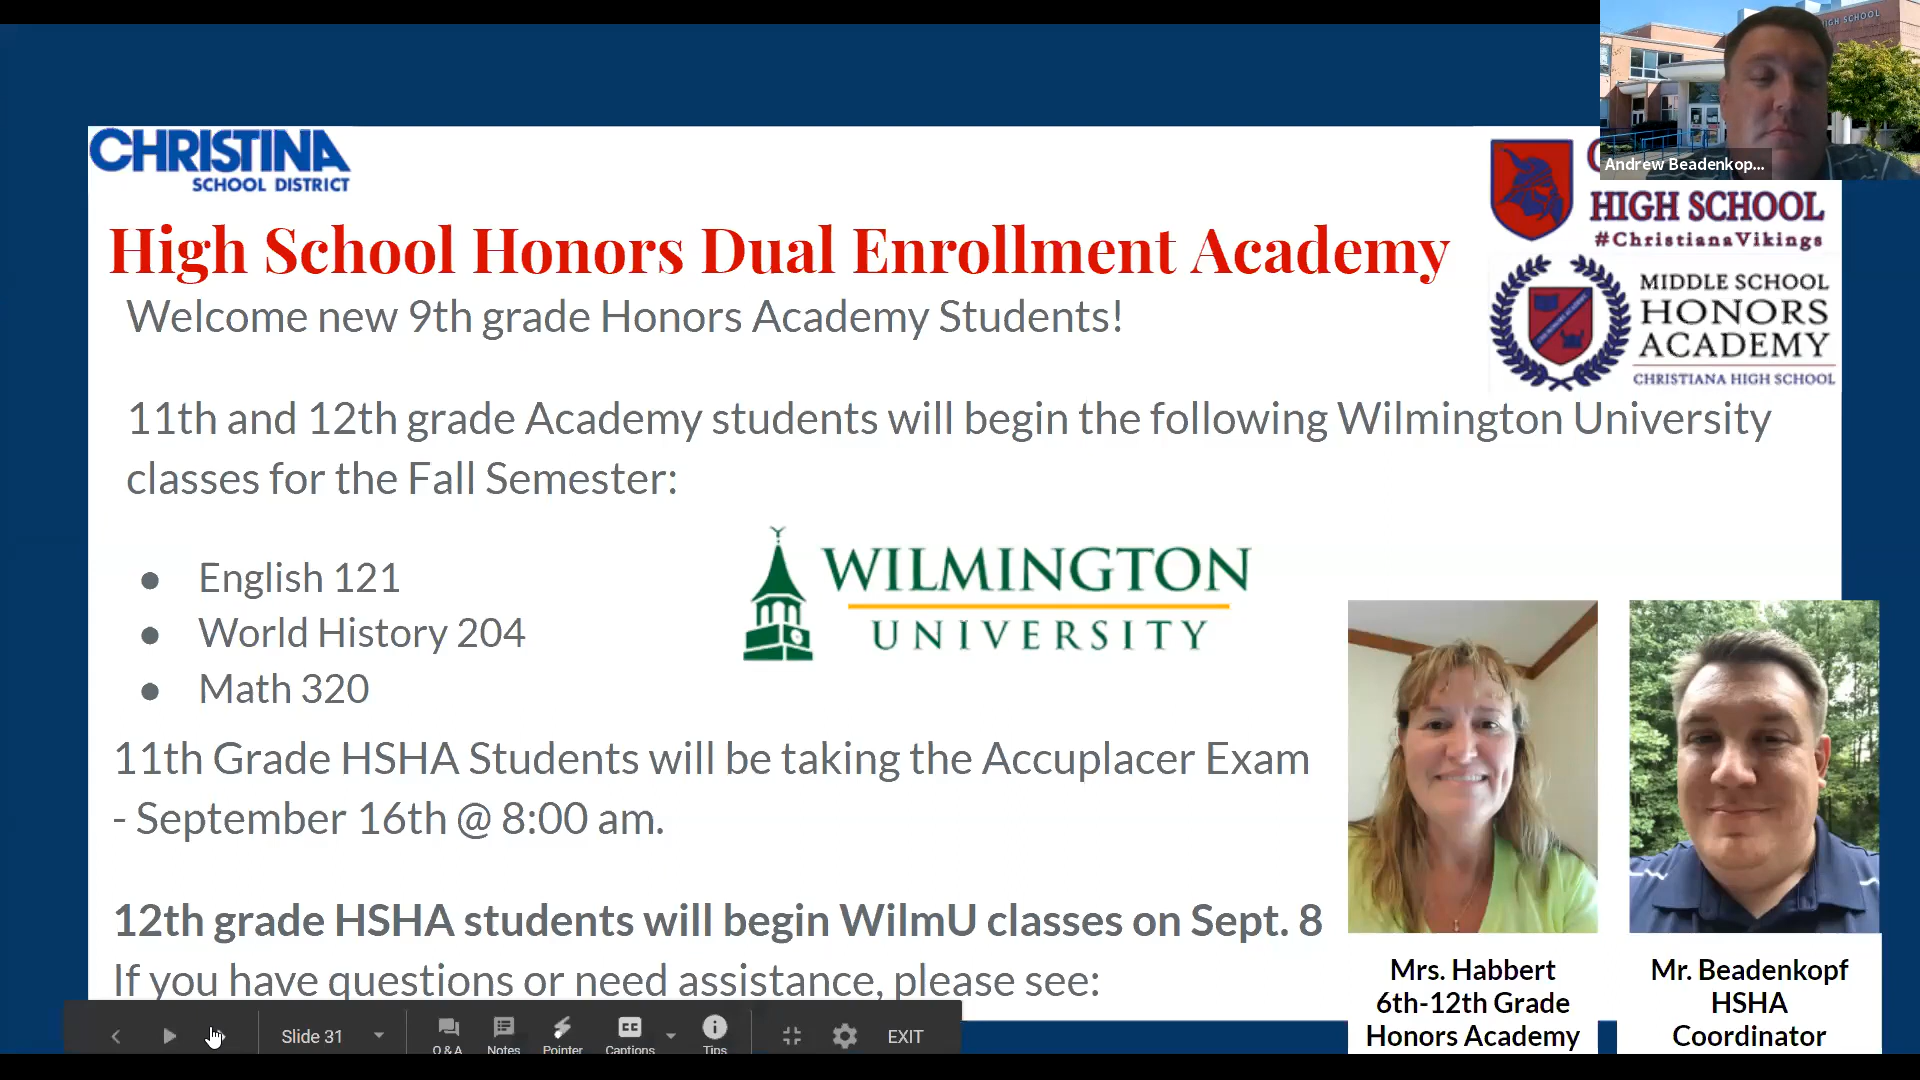 HIGH SCHOOL
Andrew Beadenkop...
CHRISTINA
SCHOOL DISTRICT
HIGH SCHOOL
#ChristianaVikings
High School Honors Dual Enrollment Academy
MIDDLE SCHOOL
HONORS
ACADEMY
CHRISTIANA HIGH SCHOOL
Welcome new 9th grade Honors Academy Students!
11th and 12th grade Academy students will begin the following Wilmington University
classes for the Fall Semester:
● English 121
● World History 204
● Math 320
WILMINGTON
UNIVERSITY
11th Grade HSHA Students will be taking the Accuplacer Exam
- September 16th @ 8:00 am.
12th grade HSHA students will begin WilmU classes on Sept. 8
If you have questions or need assistance, please see:
Mrs. Habbert
6th-12th Grade
Honors Academy
Mr. Beadenkopf
HSHA
Coordinator
Slide 31
Q & A
Notes
Pointer
CC
Captions
Tips
EXIT